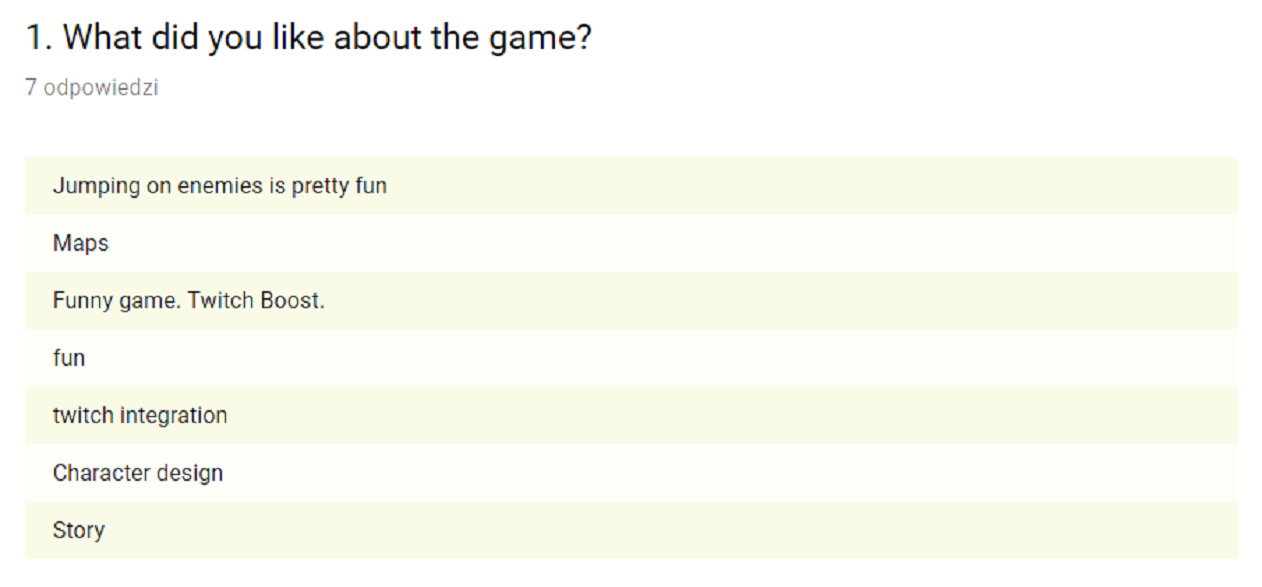 1. What did you like about the game?
7 odpowiedzi
Jumping on enemies is pretty fun
Maps
Funny game. Twitch Boost.
fun
twitch integration
Character design
Story